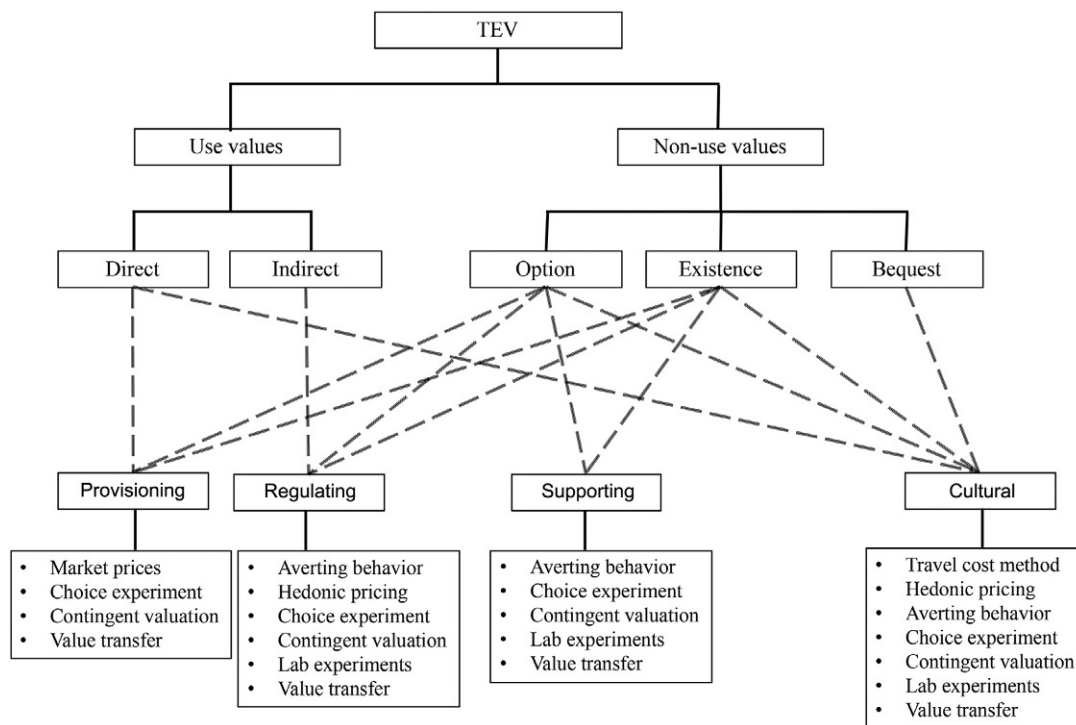 TEV
Use values
Non-use values
Direct
Indirect
Option
Existence
Bequest
Provisioning
Regulating
Supporting
Cultural
• Market prices
• Choice experiment
• Contingent valuation
• Value transfer
• Averting behavior
• Hedonic pricing
• Choice experiment
• Contingent valuation
• Lab experiments
• Value transfer
• Averting behavior
• Choice experiment
• Contingent valuation
• Lab experiments
• Value transfer
• Travel cost method
• Hedonic pricing
• Averting behavior
• Choice experiment
• Contingent valuation
• Lab experiments
• Value transfer